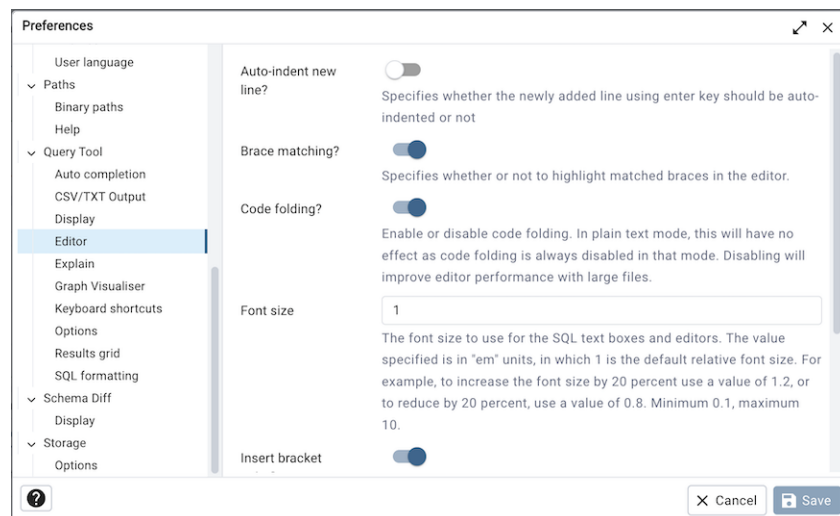 Preferences
User language
Paths
Binary paths
Help
Query Tool
Auto completion
CSV/TXT Output
Display
Editor
Explain
Graph Visualiser
Keyboard shortcuts
Options
Results grid
SQL formatting
Schema Diff
Display
Storage
Options
Auto-indent new
line?
Specifies whether the newly added line using enter key should be auto-
indented or not
Brace matching?
Specifies whether or not to highlight matched braces in the editor.
Code folding?
Enable or disable code folding. In plain text mode, this will have no
effect as code folding is always disabled in that mode. Disabling will
improve editor performance with large files.
Font size
1
The font size to use for the SQL text boxes and editors. The value
specified is in "em" units, in which 1 is the default relative font size. For
example, to increase the font size by 20 percent use a value of 1.2, or
to reduce by 20 percent, use a value of 0.8. Minimum 0.1, maximum
10.
Insert bracket
?
Cancel
Save